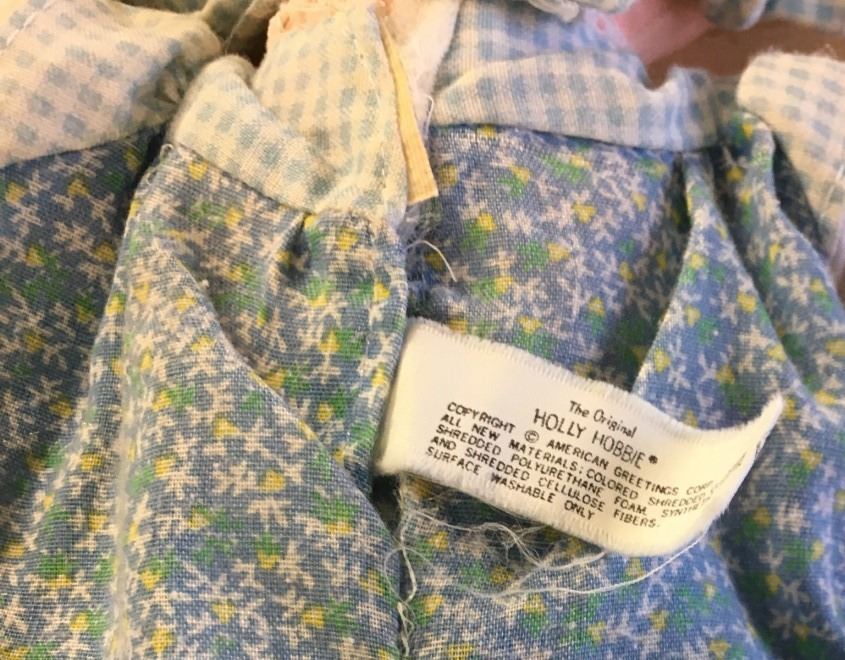 The Original
HOLLY HOBBIE®
COPYRIGHT © AMERICAN GREETINGS CORP.
ALL NEW MATERIALS: COLORED SHREDDED
SHREDDED POLYURETHANE FOAM,
AND SHREDDED CELLULOSE FIBERS.
SURFACE WASHABLE ONLY